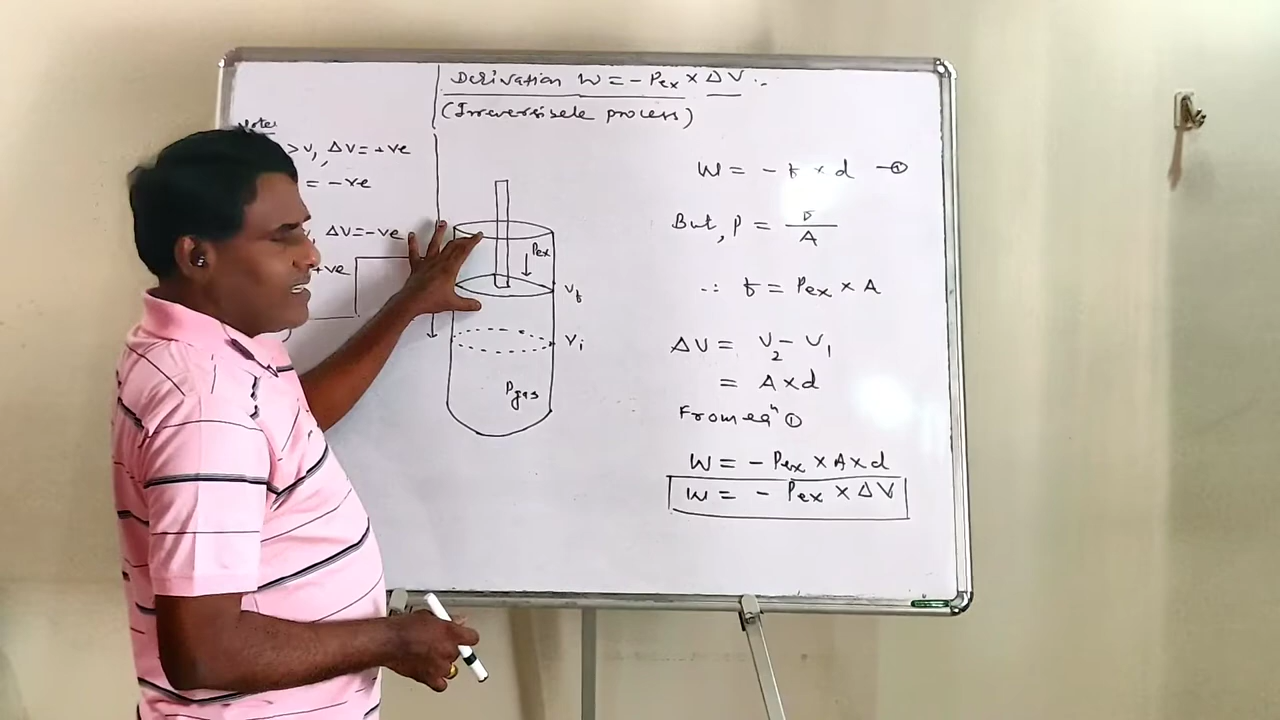 Derivation W = - Pex × ΔV :-
(Irreversisele process)
Note:
> V, ΔV = +ve
= -ve
, ΔV = -ve
+ve
Pex
Vf
Vi
Pgas
W = - f × d —①
But, P = F/A
∴ f = Pex × A
ΔV = V2 - V1
= A × d
From eqⁿ ①
W = - Pex × A × d
W = - Pex × ΔV